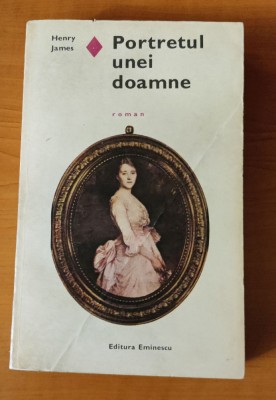 Henry
James
Portretul
unei
doamne
roman
Editura Eminescu